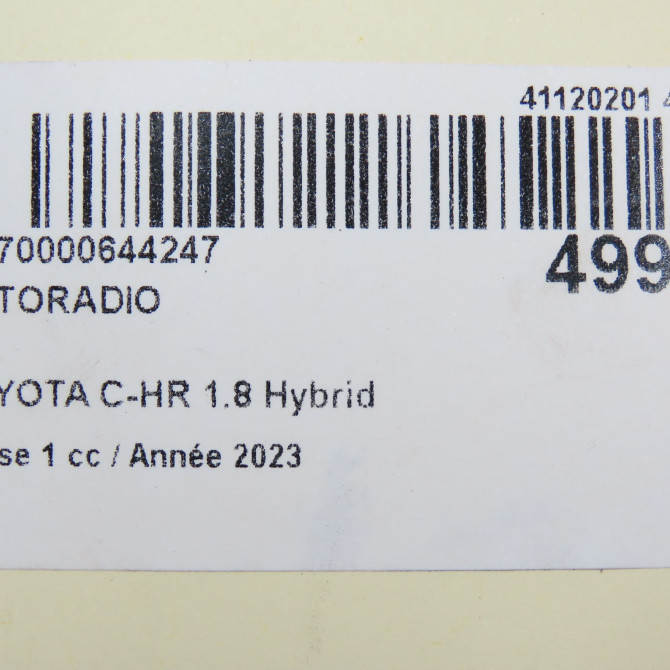 41120201 4
70000644247
499
TORADIO
YOTA C-HR 1.8 Hybrid
se 1 cc / Année 2023